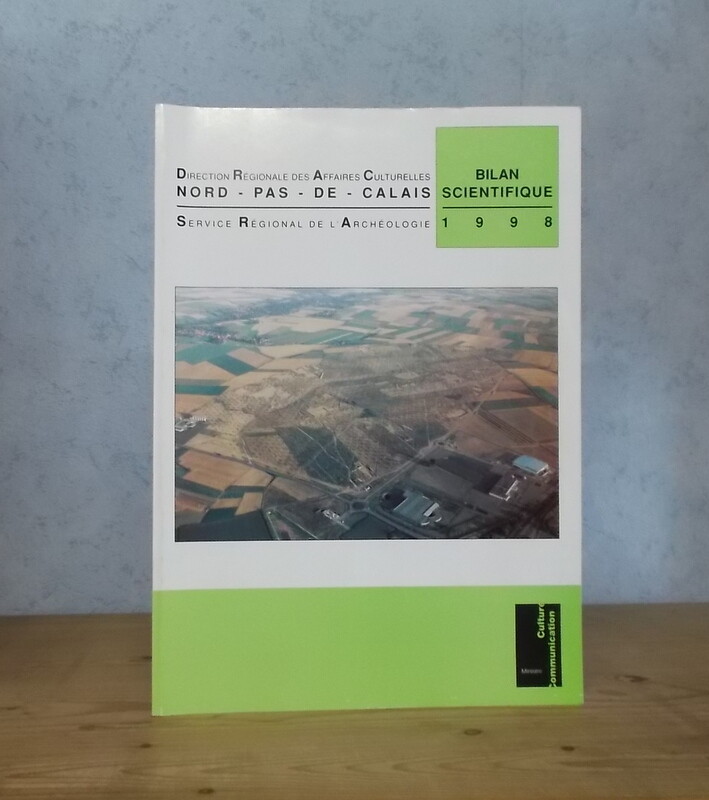 DIRECTION RÉGIONALE DES AFFAIRES CULTURELLES
NORD - PAS - DE - CALAIS
SERVICE RÉGIONAL DE L ARCHÉOLOGIE
BILAN
SCIENTIFIQUE
1 9 9 8
Culture
Communication